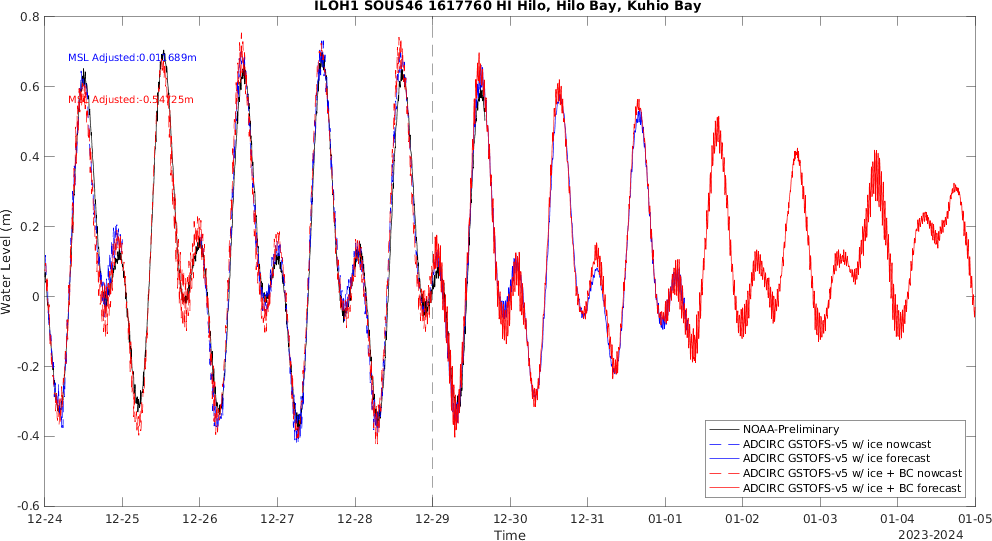 ILOH1 SOUS46 1617760 HI Hilo, Hilo Bay, Kuhio Bay
MSL Adjusted:0.011689m
MSL Adjusted:-0.54725m
Water Level (m)
0.8
0.6
0.4
0.2
0
-0.2
-0.4
-0.6
NOAA-Preliminary
ADCIRC GSTOFS-v5 w/ ice nowcast
ADCIRC GSTOFS-v5 w/ ice forecast
ADCIRC GSTOFS-v5 w/ ice + BC nowcast
ADCIRC GSTOFS-v5 w/ ice + BC forecast
12-24 12-25 12-26 12-27 12-28 12-29 12-30 12-31 01-01 01-02 01-03 01-04 01-05
Time
2023-2024